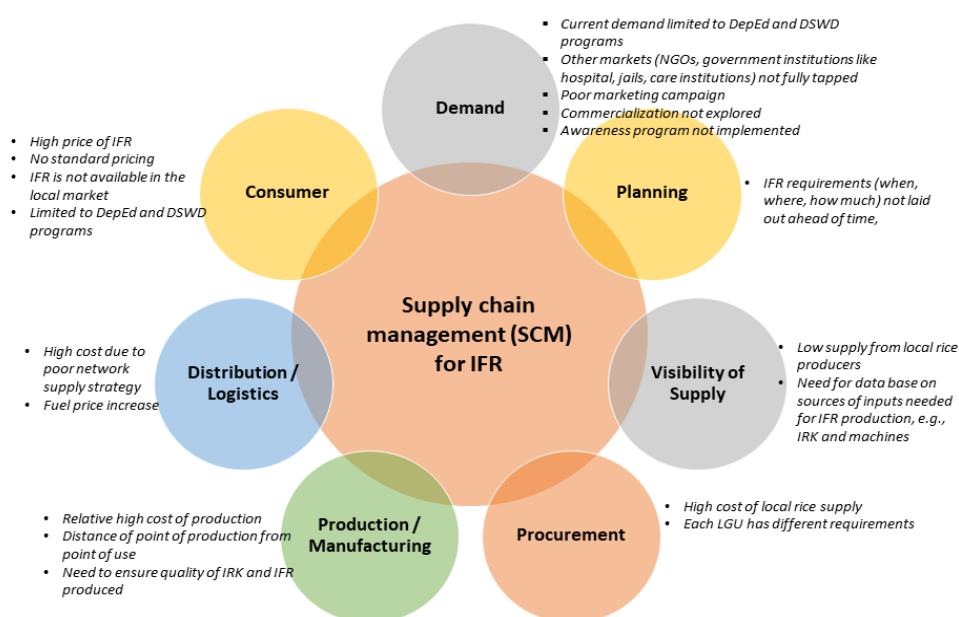 Demand
▪ Current demand limited to DepEd and DSWD
programs
▪ Other markets (NGOs, government institutions like
hospital, jails, care institutions) not fully tapped
▪ Poor marketing campaign
▪ Commercialization not explored
▪ Awareness program not implemented
Planning
• IFR requirements (when,
where, how much) not laid
out ahead of time,
Visibility of
Supply
• Low supply from local rice
producers
• Need for data base on
sources of inputs needed
for IFR production, e.g.,
IRK and machines
Procurement
• High cost of local rice supply
• Each LGU has different requirements
Production /
Manufacturing
• Relative high cost of production
• Distance of point of production from
point of use
• Need to ensure quality of IRK and IFR
produced
Distribution /
Logistics
• High cost due to
poor network
supply strategy
• Fuel price increase
Consumer
• High price of IFR
• No standard pricing
• IFR is not available in the
local market
• Limited to DepEd and DSWD
programs
Supply chain
management (SCM)
for IFR